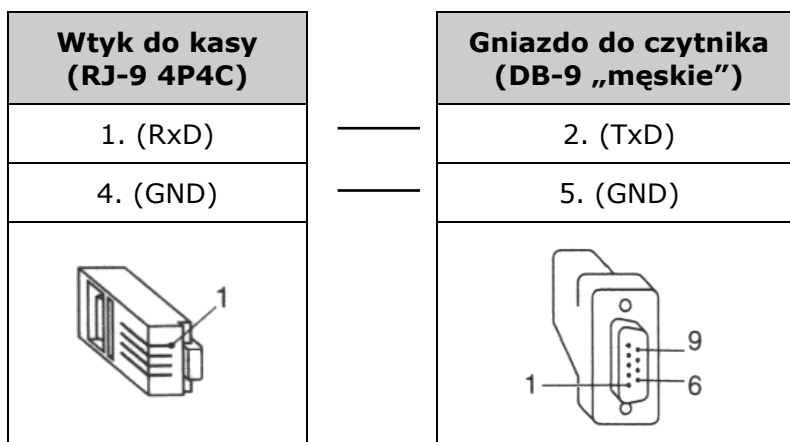 Wtyk do kasy
(RJ-9 4P4C)
Gniazdo do czytnika
(DB-9 „męskie”)
1. (RxD)
2. (TxD)
4. (GND)
5. (GND)
1
9
1
6